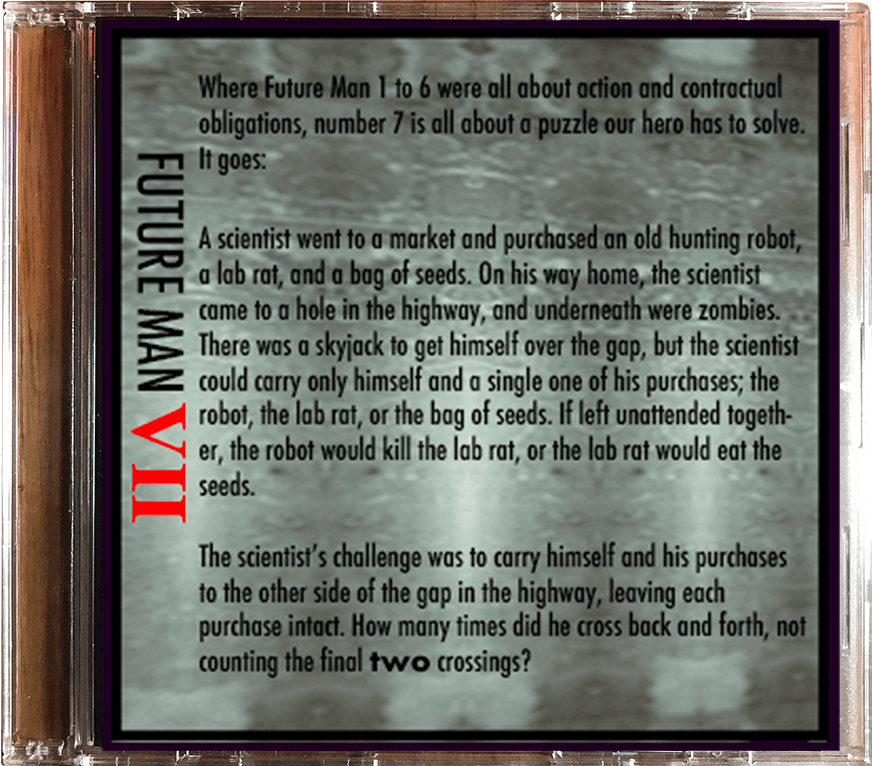 FUTURE MAN VII
Where Future Man 1 to 6 were all about action and contractual
obligations, number 7 is all about a puzzle our hero has to solve.
It goes:
A scientist went to a market and purchased an old hunting robot,
a lab rat, and a bag of seeds. On his way home, the scientist
came to a hole in the highway, and underneath were zombies.
There was a skyjack to get himself over the gap, but the scientist
could carry only himself and a single one of his purchases; the
robot, the lab rat, or the bag of seeds. If left unattended togeth-
er, the robot would kill the lab rat, or the lab rat would eat the
seeds.
The scientist's challenge was to carry himself and his purchases
to the other side of the gap in the highway, leaving each
purchase intact. How many times did he cross back and forth, not
counting the final two crossings?